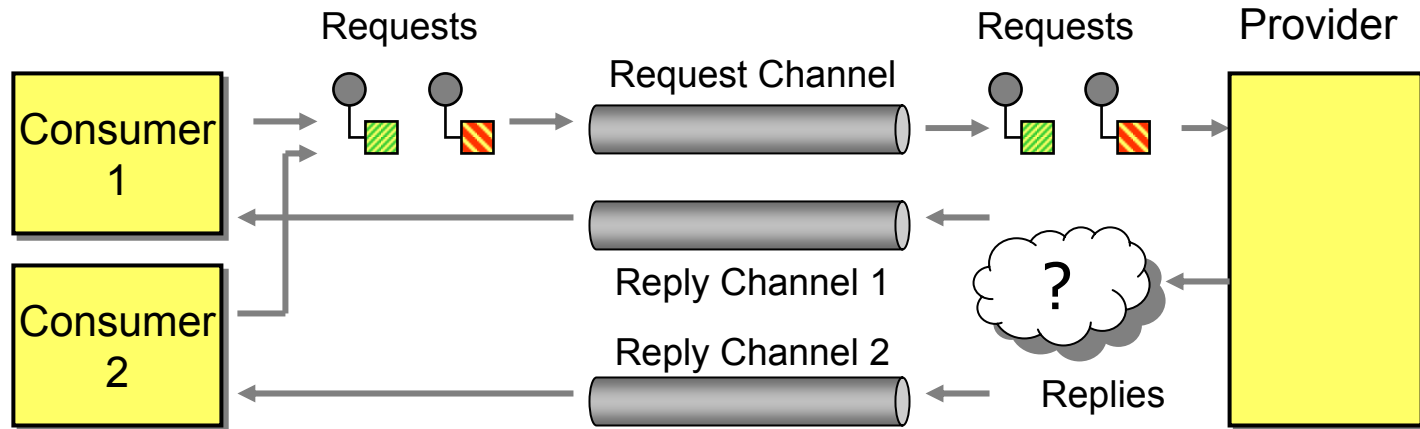 Requests
Requests
Provider
Request Channel
Consumer
1
Reply Channel 1
?
Consumer
2
Reply Channel 2
Replies